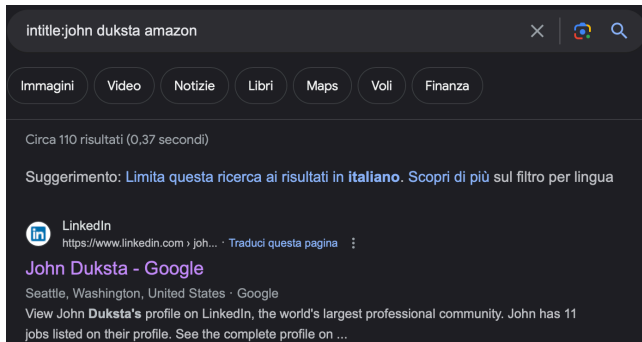 intitle:john duksta amazon
Immagini Video Notizie Libri Maps Voli Finanza
Circa 110 risultati (0,37 secondi)
Suggerimento: Limita questa ricerca ai risultati in italiano. Scopri di più sul filtro per lingua
in
LinkedIn
https://www.linkedin.com › joh... · Traduci questa pagina
John Duksta - Google
Seattle, Washington, United States · Google
View John Duksta's profile on LinkedIn, the world's largest professional community. John has 11
jobs listed on their profile. See the complete profile on ...